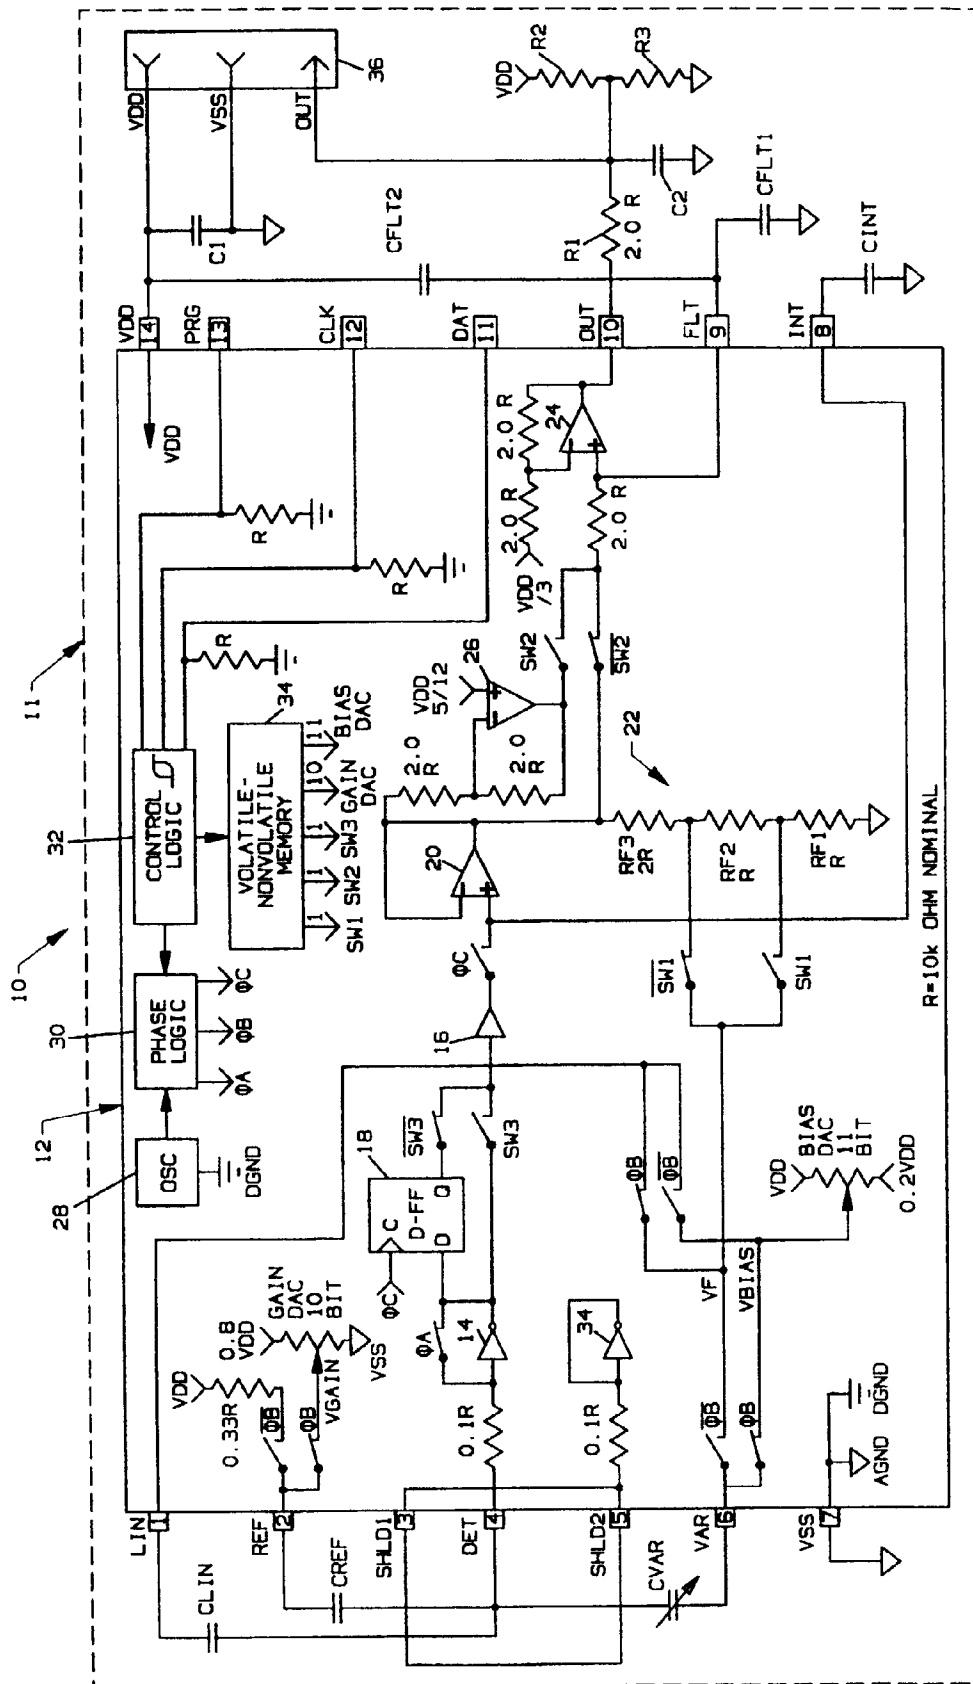 11
10
12
36
VDD
VSS
OUT
C1
CFLT2
R2
VDD
R3
R1
2.0 R
C2
CFLT1
CINT
VDD
14
PRG
13
CLK
12
DAT
11
OUT
10
FLT
9
INT
8
VDD
R
R
R
32
CONTROL
LOGIC
34
VOLATILE-
NONVOLATILE
MEMORY
1
SW1
1
SW2
1
SW3
10
GAIN
DAC
11
BIAS
DAC
30
PHASE
LOGIC
ΦA
ΦB
ΦC
28
OSC
DGND
2.0 R
2.0 R
24
VDD
/3
2.0 R
SW2
SW2
VDD
5/12
26
2.0
R
2.0
R
20
22
RF3
2R
RF2
R
RF1
R
SW1
SW1
R=10k OHM NOMINAL
ΦC
16
18
D-FF
C
D
Q
SW3
SW3
ΦC
ΦA
14
34
0.1R
0.1R
GAIN
DAC
10
BIT
0.8
VDD
VSS
VGAIN
VDD
0.33R
ΦB
ΦB
ΦB
ΦB
VF
VBIAS
ΦB
ΦB
VDD
BIAS
DAC
11
BIT
0.2VDD
AGND
DGND
LIN
1
REF
2
SHLD1
3
DET
4
SHLD2
5
VAR
6
VSS
7
CLIN
CREF
CVAR